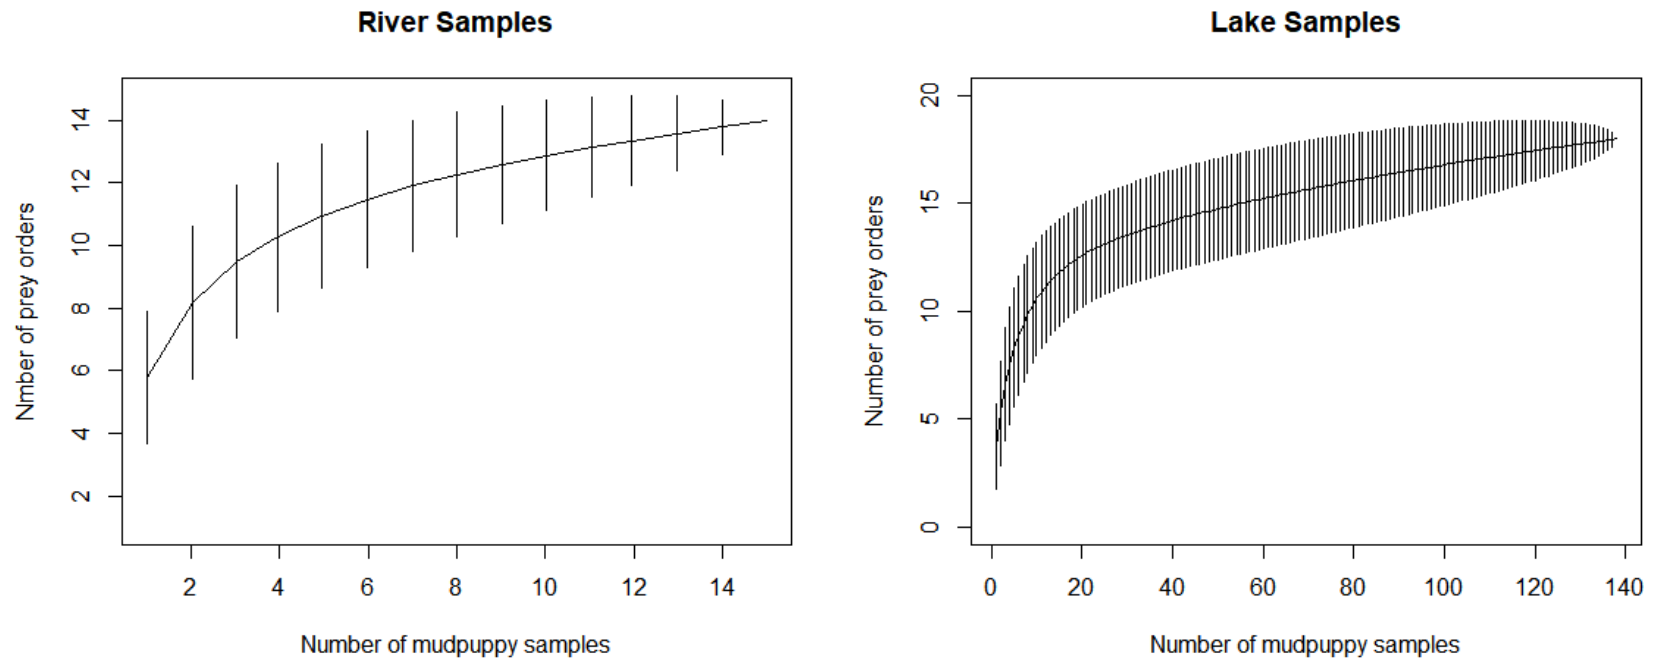 River Samples
Nmber of prey orders
14
12
10
8
6
4
2
2 4 6 8 10 12 14
Number of mudpuppy samples
Lake Samples
Number of prey orders
20
15
10
5
0
0 20 40 60 80 100 120 140
Number of mudpuppy samples